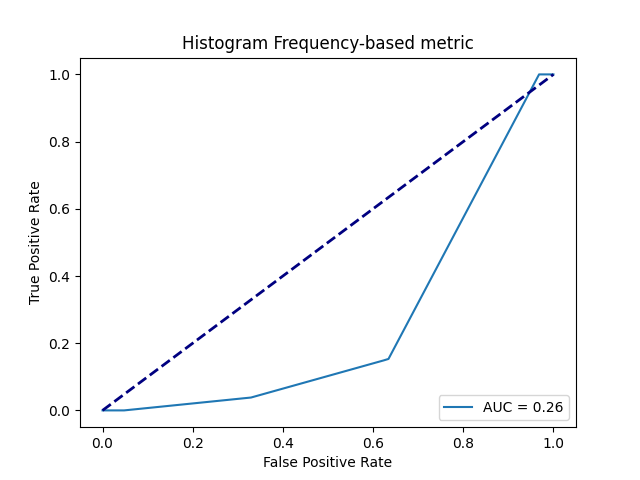 Histogram Frequency-based metric
1.0
0.8
0.6
0.4
0.2
0.0
True Positive Rate
AUC = 0.26
0.0 0.2 0.4 0.6 0.8 1.0
False Positive Rate